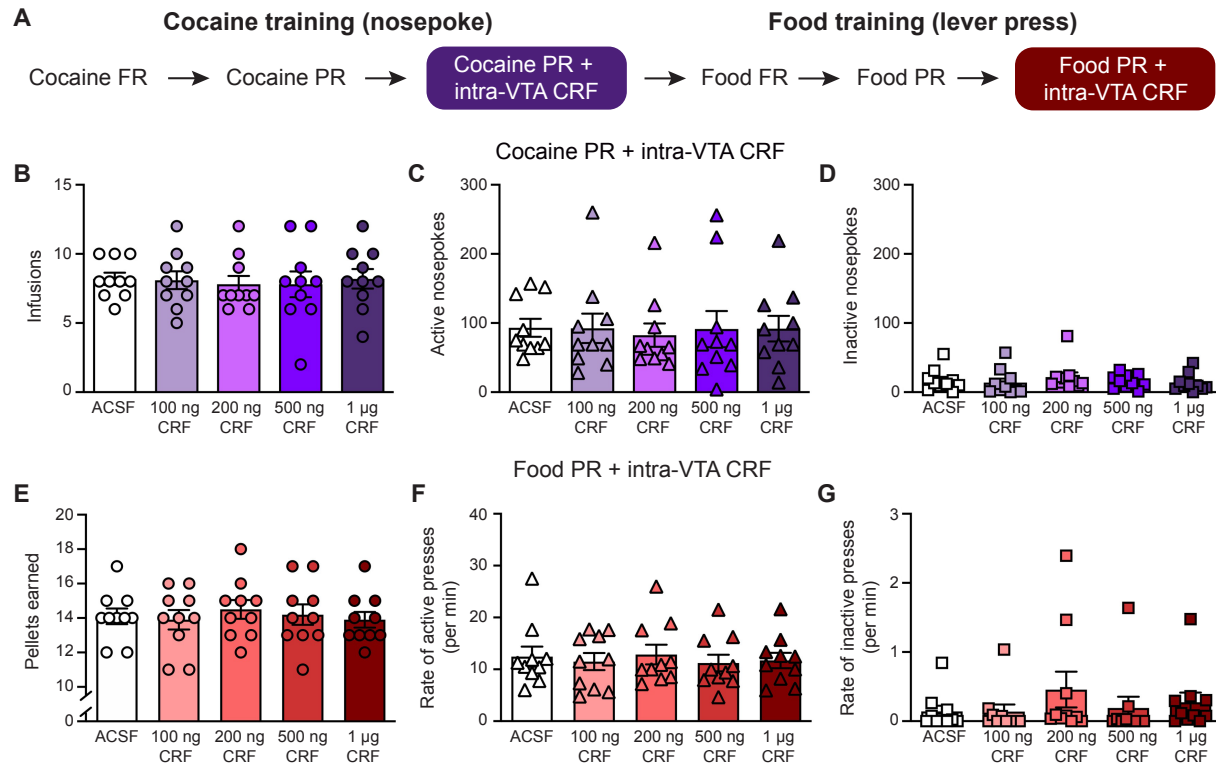 A
Cocaine training (nosepoke)
Food training (lever press)
Cocaine FR
Cocaine PR
Cocaine PR +
intra-VTA CRF
Food FR
Food PR
Food PR +
intra-VTA CRF
Cocaine PR + intra-VTA CRF
B
Infusions
15
10
5
0
ACSF
100 ng
CRF
200 ng
CRF
500 ng
CRF
1 µg
CRF
C
Active nosepokes
300
200
100
0
ACSF
100 ng
CRF
200 ng
CRF
500 ng
CRF
1 µg
CRF
D
Inactive nosepokes
300
200
100
0
ACSF
100 ng
CRF
200 ng
CRF
500 ng
CRF
1 µg
CRF
Food PR + intra-VTA CRF
E
Pellets earned
20
18
16
14
12
10
0
ACSF
100 ng
CRF
200 ng
CRF
500 ng
CRF
1 µg
CRF
F
Rate of active presses
(per min)
40
30
20
10
0
ACSF
100 ng
CRF
200 ng
CRF
500 ng
CRF
1 µg
CRF
G
Rate of inactive presses
(per min)
3
2
1
0
ACSF
100 ng
CRF
200 ng
CRF
500 ng
CRF
1 µg
CRF